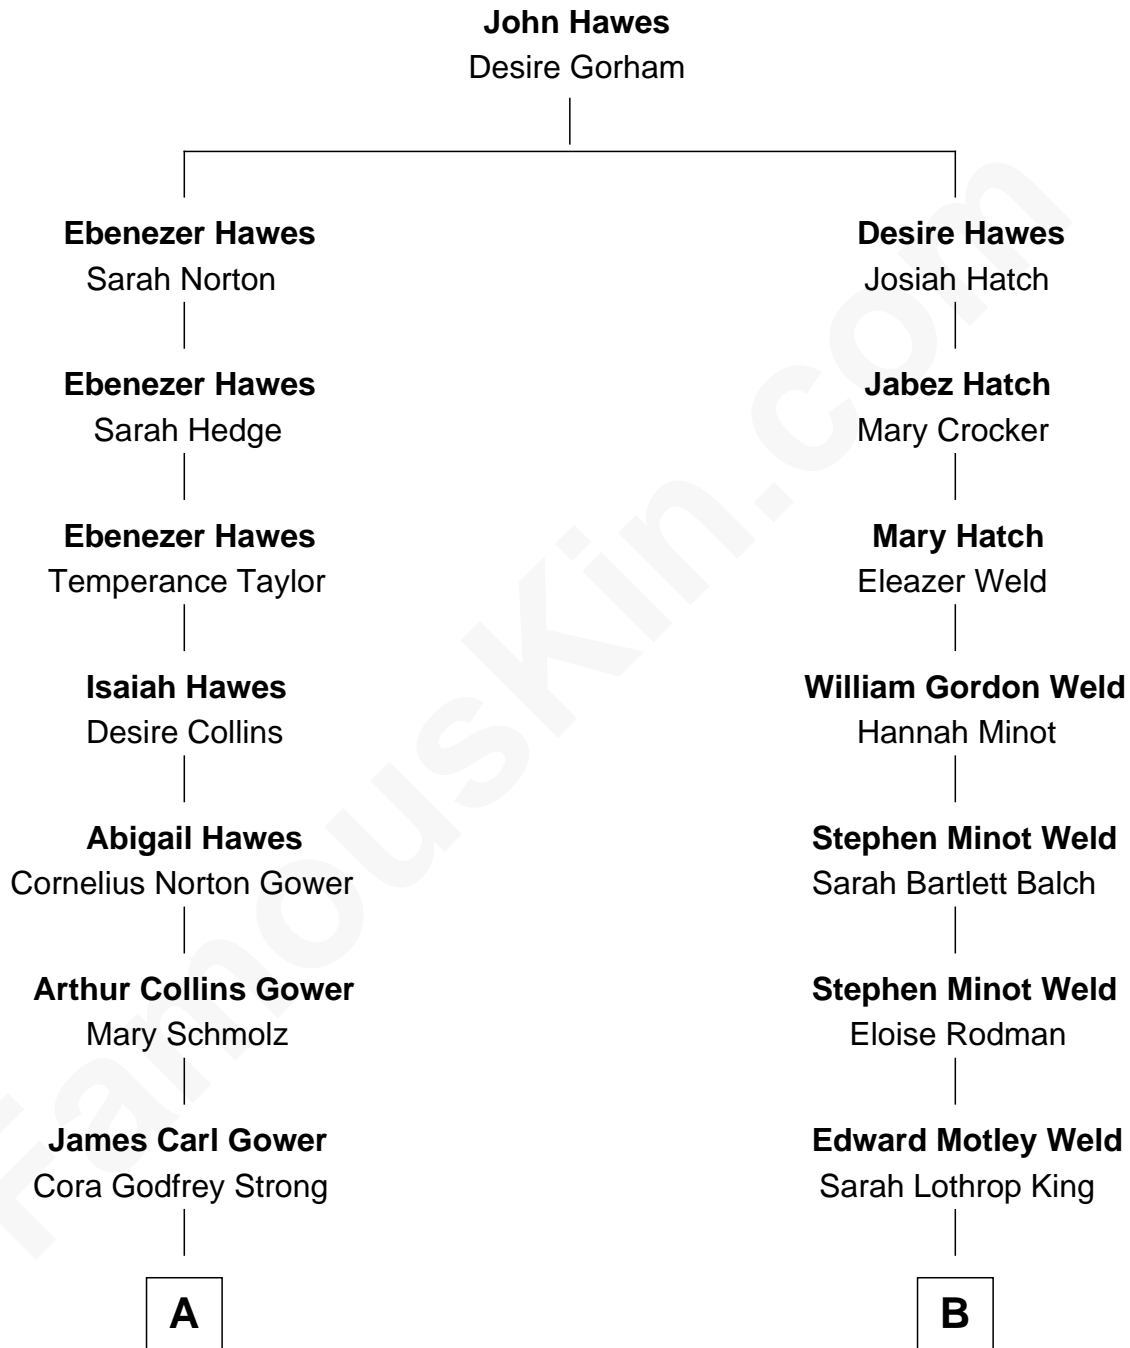 John Hawes
Desire Gorham
Ebenezer Hawes
Sarah Norton
Desire Hawes
Josiah Hatch
Ebenezer Hawes
Sarah Hedge
Jabez Hatch
Mary Crocker
Ebenezer Hawes
Temperance Taylor
Mary Hatch
Eleazer Weld
Isaiah Hawes
Desire Collins
William Gordon Weld
Hannah Minot
Abigail Hawes
Cornelius Norton Gower
Stephen Minot Weld
Sarah Bartlett Balch
Arthur Collins Gower
Mary Schmolz
Stephen Minot Weld
Eloise Rodman
James Carl Gower
Cora Godfrey Strong
Edward Motley Weld
Sarah Lothrop King
A
B
FamousKin.com